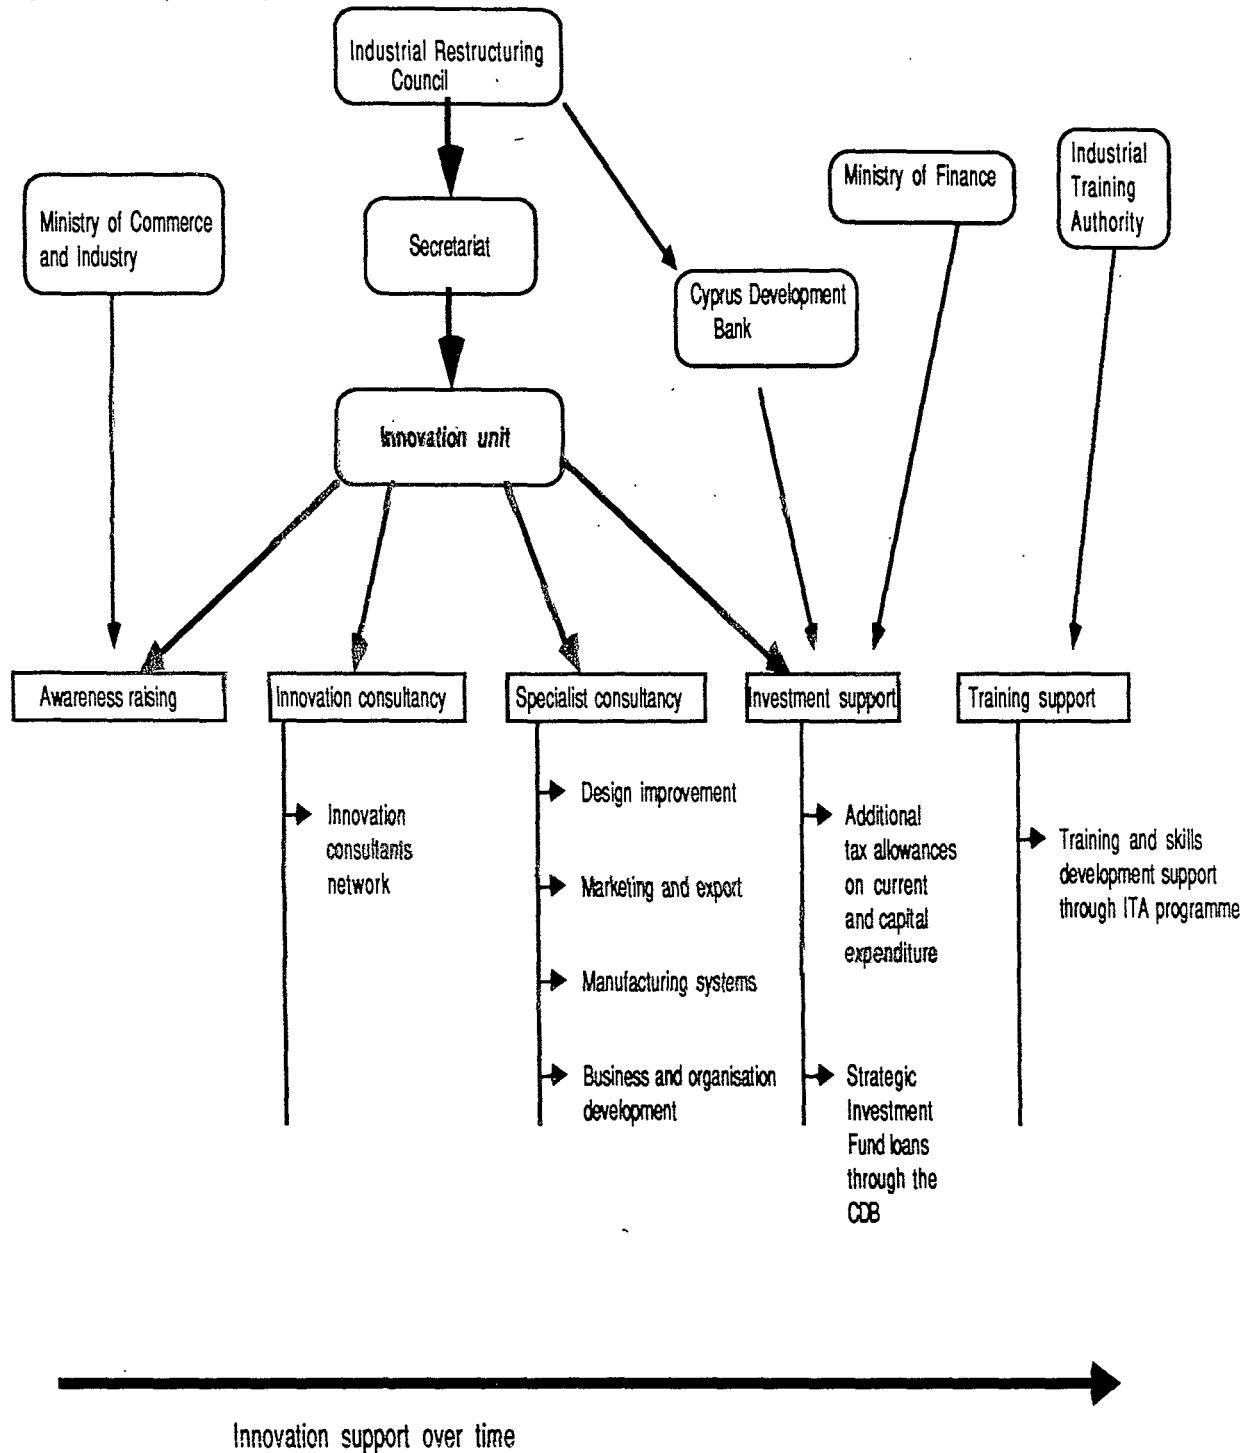 Industrial Restructuring
Council
Ministry of Finance
Industrial
Training
Authority
Ministry of Commerce
and Industry
Secretariat
Cyprus Development
Bank
Innovation unit
Awareness raising
Innovation consultancy
Specialist consultancy
Investment support
Training support
Innovation
consultants
network
Design improvement
Marketing and export
Manufacturing systems
Business and organisation
development
Additional
tax allowances
on current
and capital
expenditure
Strategic
Investment
Fund loans
through the
CDB
Training and skills
development support
through ITA programme
Innovation support over time